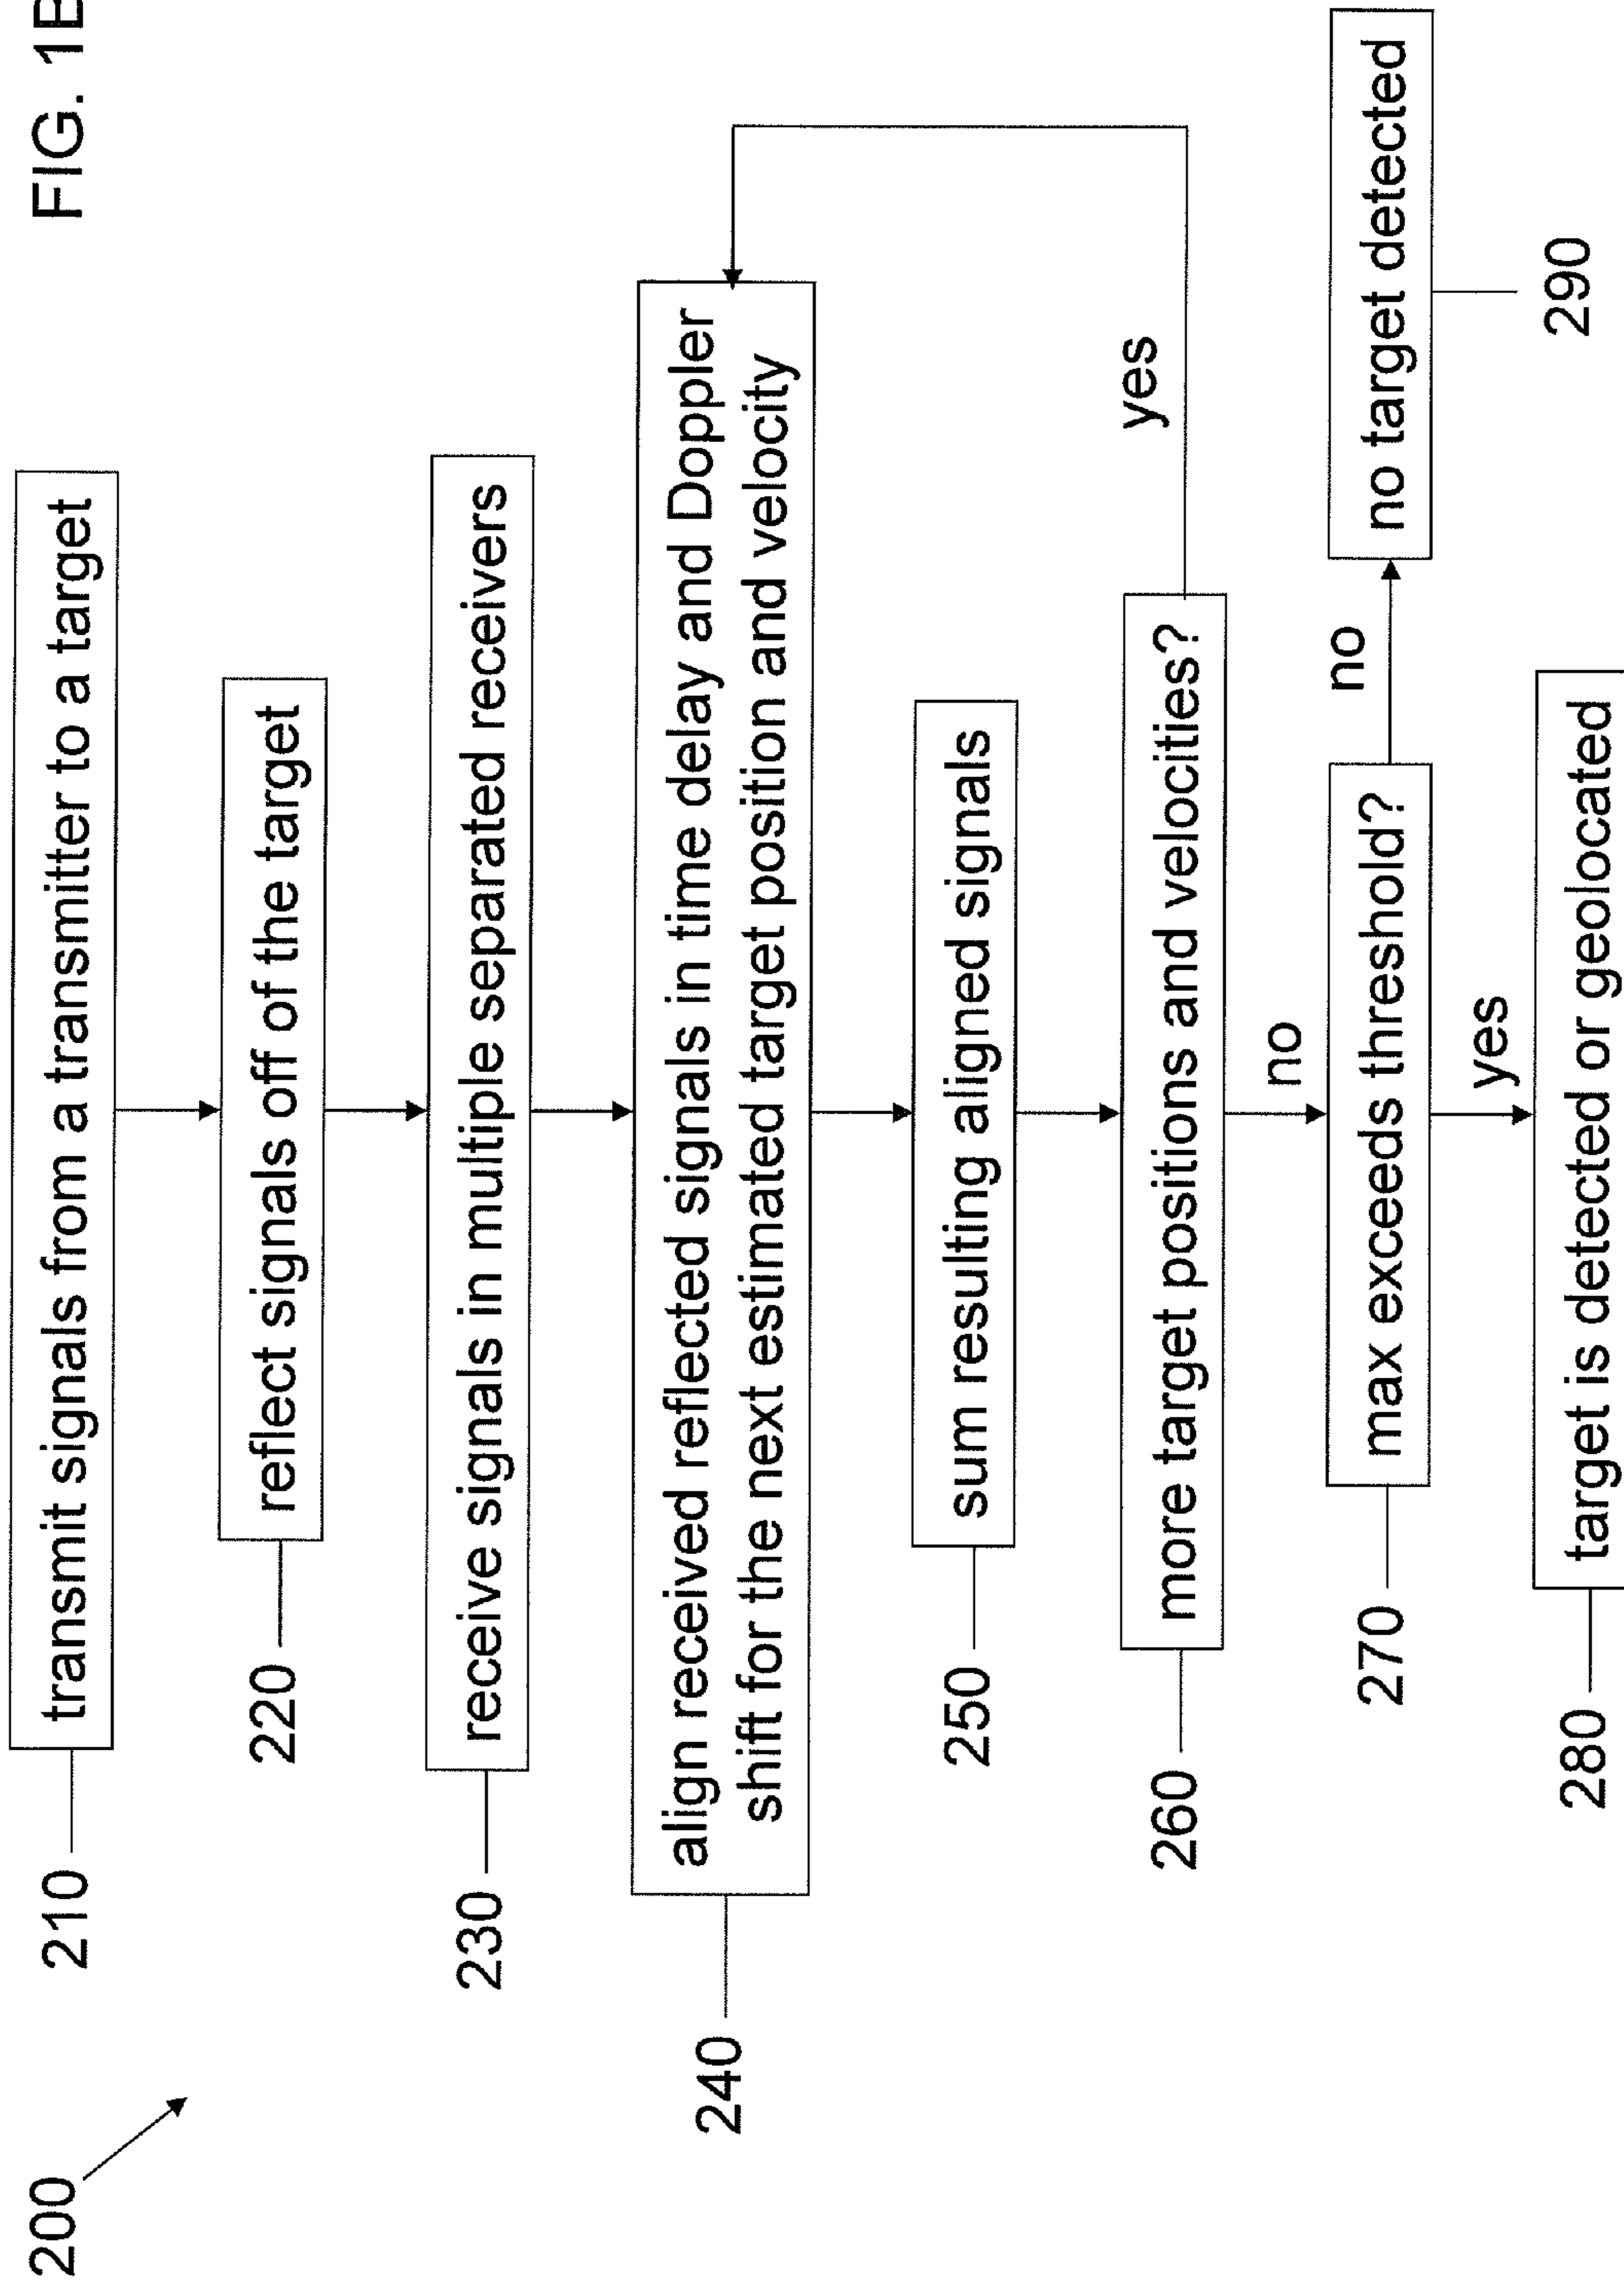 FIG. 1B
200
210
transmit signals from a transmitter to a target
220
reflect signals off of the target
230
receive signals in multiple separated receivers
240
align received reflected signals in time delay and Doppler
shift for the next estimated target position and velocity
250
sum resulting aligned signals
260
more target positions and velocities?
yes
no
270
max exceeds threshold?
no
no target detected
290
yes
280
target is detected or geolocated